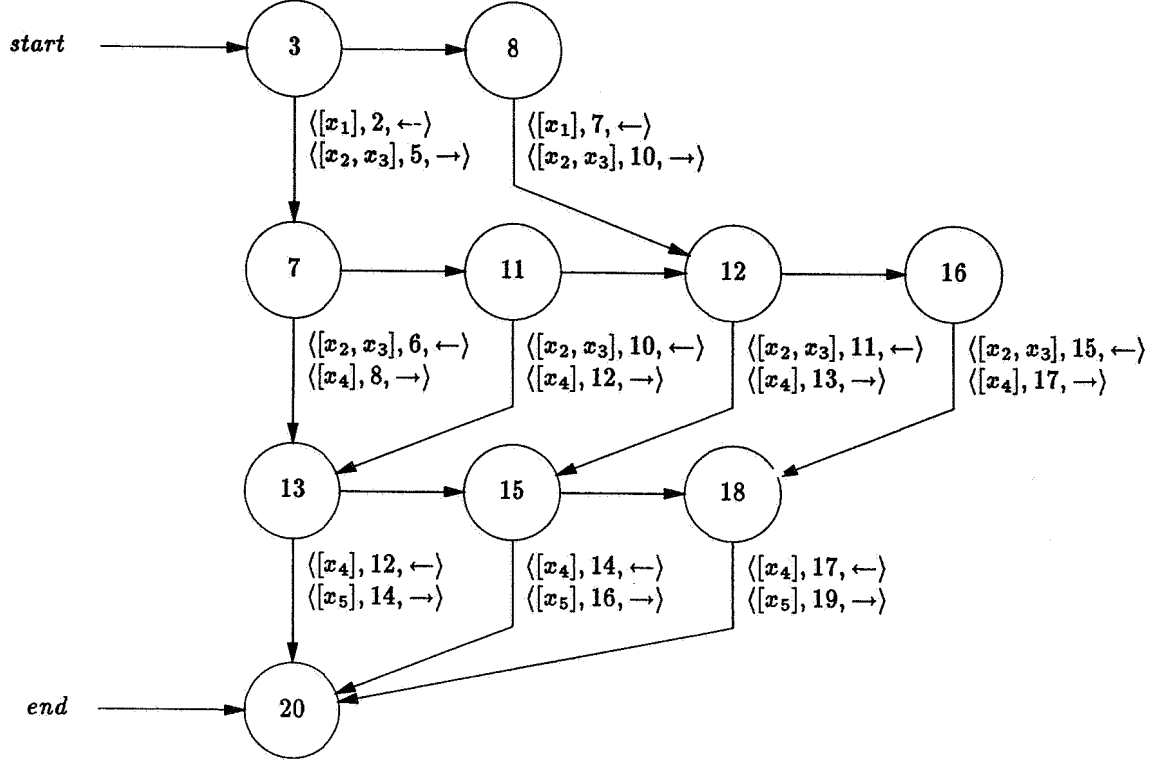 start
3
8
⟨[x₁], 2, ←⟩
⟨[x₂, x₃], 5, →⟩
⟨[x₁], 7, ←⟩
⟨[x₂, x₃], 10, →⟩
7
11
12
16
⟨[x₂, x₃], 6, ←⟩
⟨[x₄], 8, →⟩
⟨[x₂, x₃], 10, ←⟩
⟨[x₄], 12, →⟩
⟨[x₂, x₃], 11, ←⟩
⟨[x₄], 13, →⟩
⟨[x₂, x₃], 15, ←⟩
⟨[x₄], 17, →⟩
13
15
18
⟨[x₄], 12, ←⟩
⟨[x₅], 14, →⟩
⟨[x₄], 14, ←⟩
⟨[x₅], 16, →⟩
⟨[x₄], 17, ←⟩
⟨[x₅], 19, →⟩
end
20